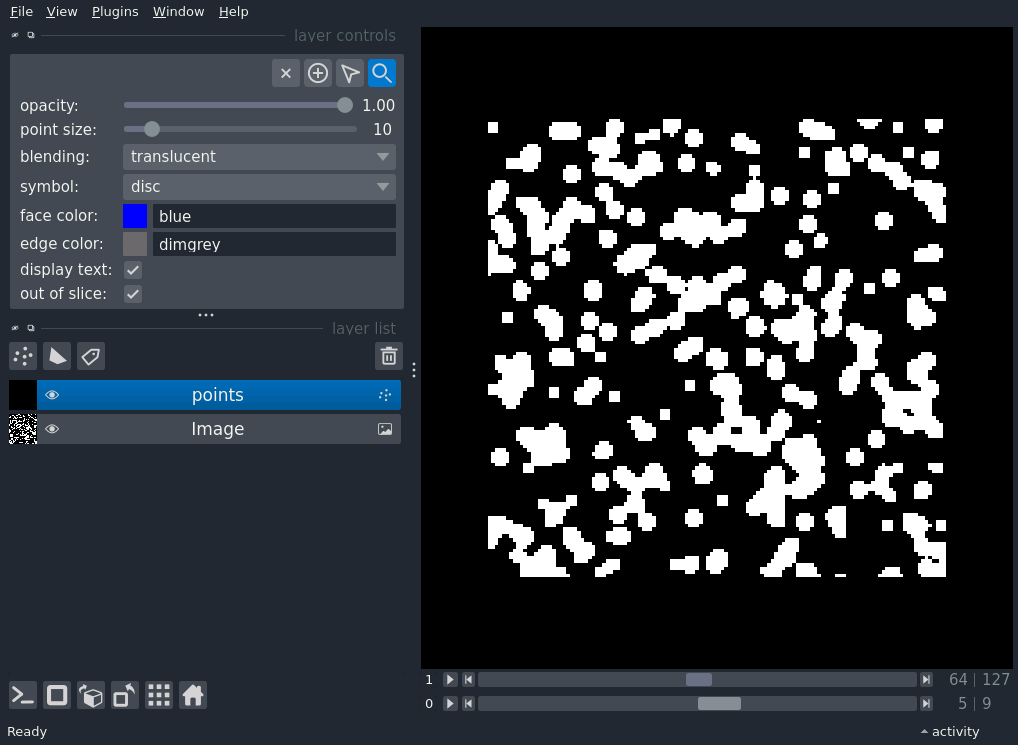 File View Plugins Window Help
layer controls
opacity: 1.00
point size: 10
blending: translucent
symbol: disc
face color: blue
edge color: dimgrey
display text:
out of slice:
layer list
points
Image
1 64 | 127
0 5 | 9
Ready activity